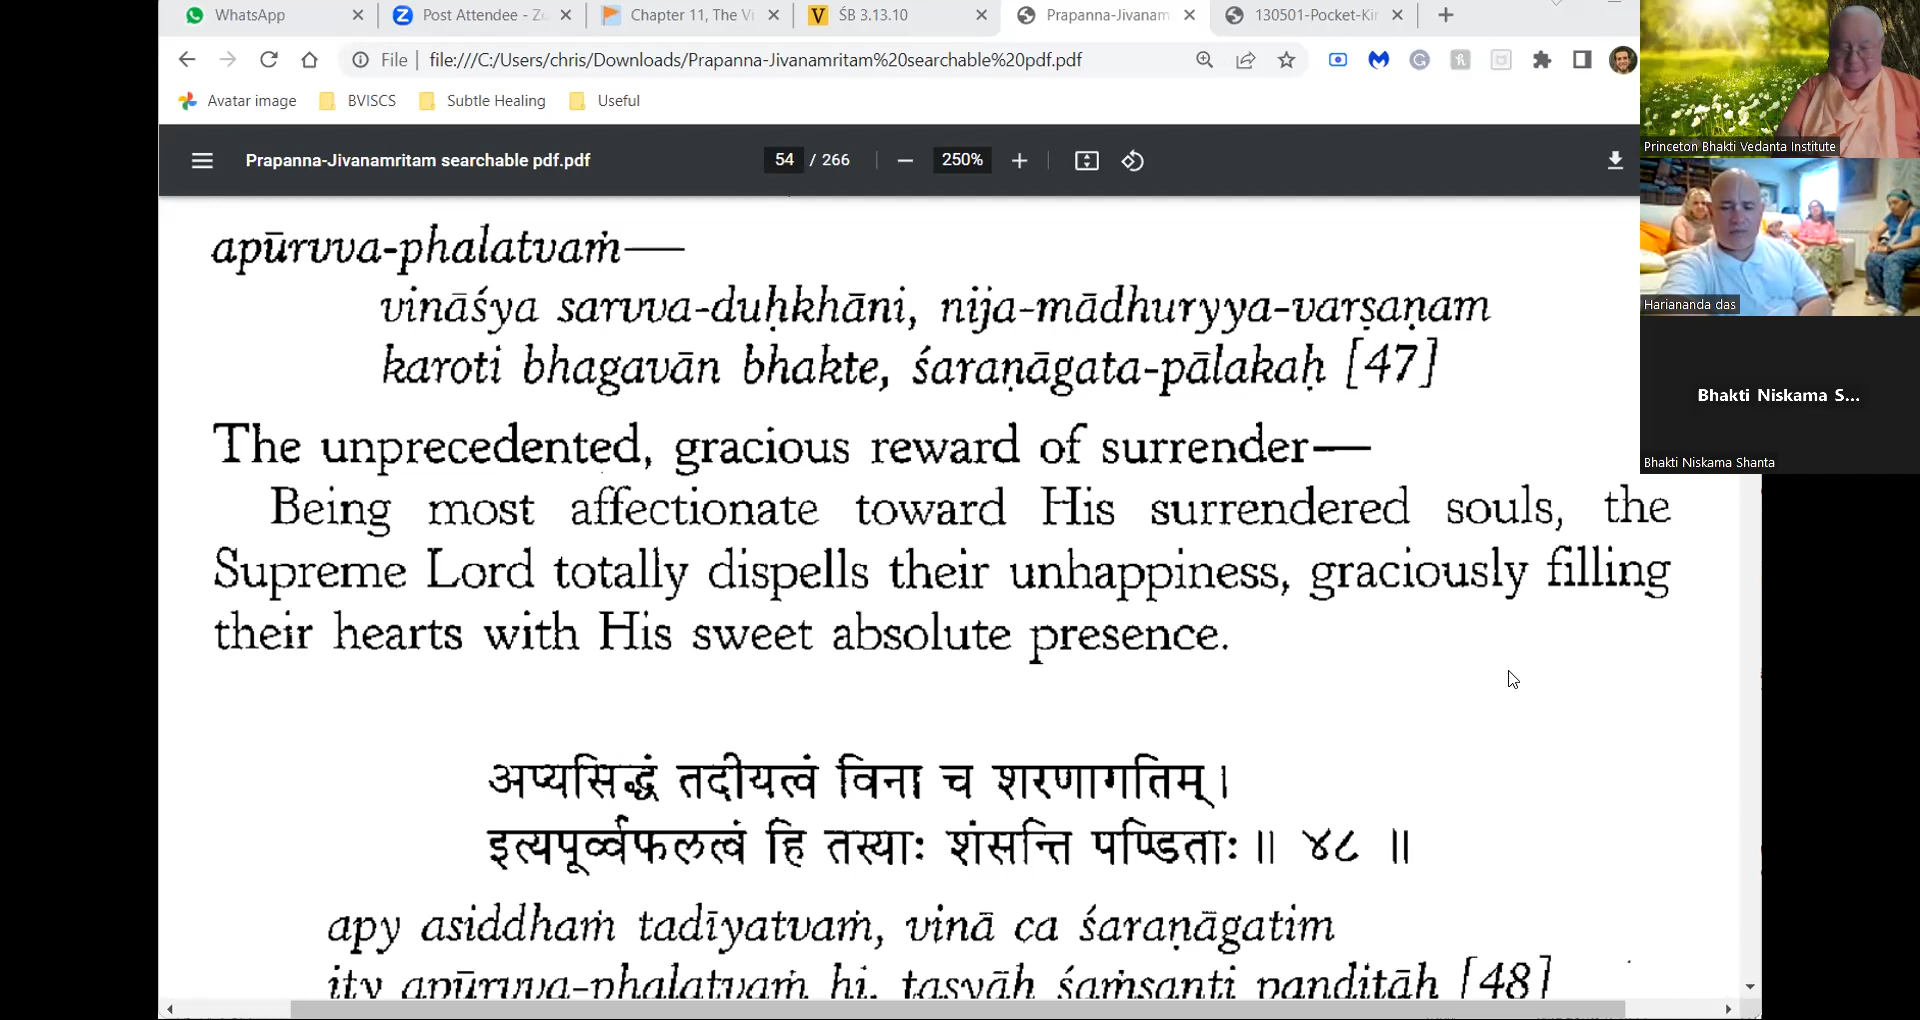 WhatsApp
Post Attendee - Zu
Chapter 11, The Vi
ŚB 3.13.10
Prapanna-Jivanam
130501-Pocket-Kir
File
file:///C:/Users/chris/Downloads/Prapanna-Jivanamritam%20searchable%20pdf.pdf
Avatar image
BVISCS
Subtle Healing
Useful
Prapanna-Jivanamritam searchable pdf.pdf
54 / 266
250%
apūrvva-phalatvaṁ—
vināśya sarvva-duḥkhāni, nija-mādhuryya-varṣaṇam
karoti bhagavān bhakte, śaraṇāgata-pālakaḥ [47]
The unprecedented, gracious reward of surrender—
Being most affectionate toward His surrendered souls, the
Supreme Lord totally dispells their unhappiness, graciously filling
their hearts with His sweet absolute presence.
अप्यसिद्धं तदीयत्वं विना च शरणागतिम् ।
इत्यपूर्व्वफलत्वं हि तस्याः शंसन्ति पण्डिताः ॥ ४८ ॥
apy asiddhaṁ tadīyatvaṁ, vinā ca śaraṇāgatim
ity apūrvva-phalatvaṁ hi, tasyāḥ śaṁsanti paṇḍitāḥ [48]
Princeton Bhakti Vedanta Institute
Hariananda das
Bhakti Niskama S...
Bhakti Niskama Shanta